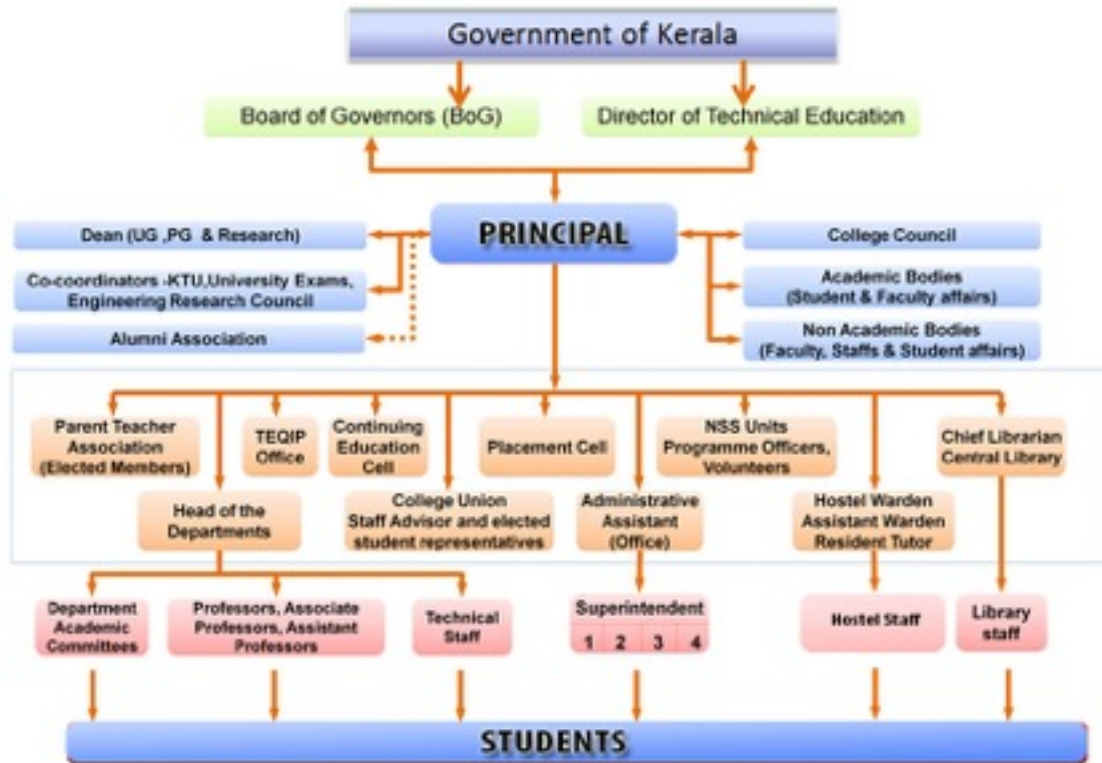 Government of Kerala
Board of Governors (BoG)
Director of Technical Education
PRINCIPAL
Dean (UG ,PG & Research)
Co-coordinators -KTU,University Exams,
Engineering Research Council
Alumni Association
College Council
Academic Bodies
(Student & Faculty affairs)
Non Academic Bodies
(Faculty, Staffs & Student affairs)
Parent Teacher
Association
(Elected Members)
TEQIP
Office
Continuing
Education
Cell
Placement Cell
NSS Units
Programme Officers,
Volunteers
Chief Librarian
Central Library
Head of the
Departments
College Union
Staff Advisor and elected
student representatives
Administrative
Assistant
(Office)
Hostel Warden
Assistant Warden
Resident Tutor
Department
Academic
Committees
Professors, Associate
Professors, Assistant
Professors
Technical
Staff
Superintendent
1 2 3 4
Hostel Staff
Library
staff
STUDENTS